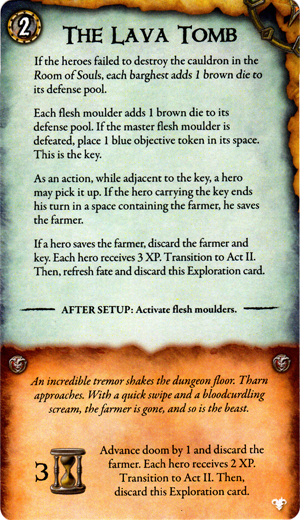 2
The Lava Tomb
If the heroes failed to destroy the cauldron in the
Room of Souls, each barghest adds 1 brown die to
its defense pool.
Each flesh moulder adds 1 brown die to its
defense pool. If the master flesh moulder is
defeated, place 1 blue objective token in its space.
This is the key.
As an action, while adjacent to the key, a hero
may pick it up. If the hero carrying the key ends
his turn in a space containing the farmer, he saves
the farmer.
If a hero saves the farmer, discard the farmer and
key. Each hero receives 3 XP. Transition to Act II.
Then, refresh fate and discard this Exploration card.
AFTER SETUP: Activate flesh moulders.
An incredible tremor shakes the dungeon floor. Tharn
approaches. With a quick swipe and a bloodcurdling
scream, the farmer is gone, and so is the beast.
3
Advance doom by 1 and discard the
farmer. Each hero receives 2 XP.
Transition to Act II. Then,
discard this Exploration card.